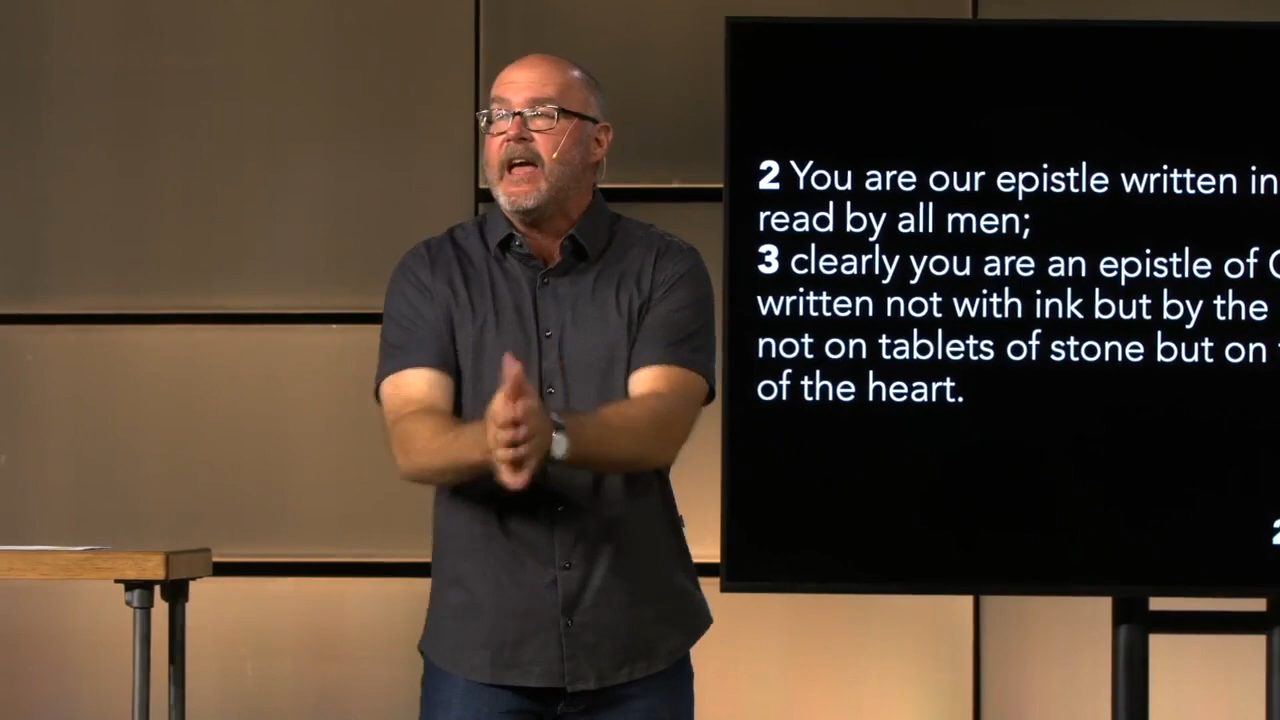 2 You are our epistle written in
read by all men;
3 clearly you are an epistle of
written not with ink but by the
not on tablets of stone but on
of the heart.
2